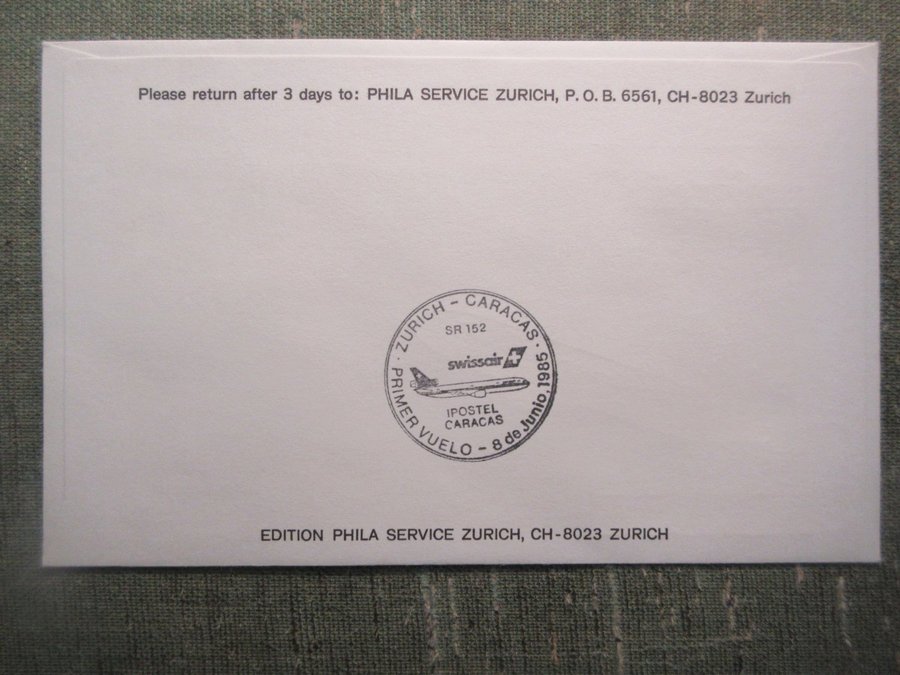 Please return after 3 days to: PHILA SERVICE ZURICH, P. O. B. 6561, CH-8023 Zurich
· ZURICH - CARACAS ·
SR 152
swissair
IPOSTEL
CARACAS
PRIMER VUELO - 8 de Junio, 1985
EDITION PHILA SERVICE ZURICH, CH-8023 ZURICH